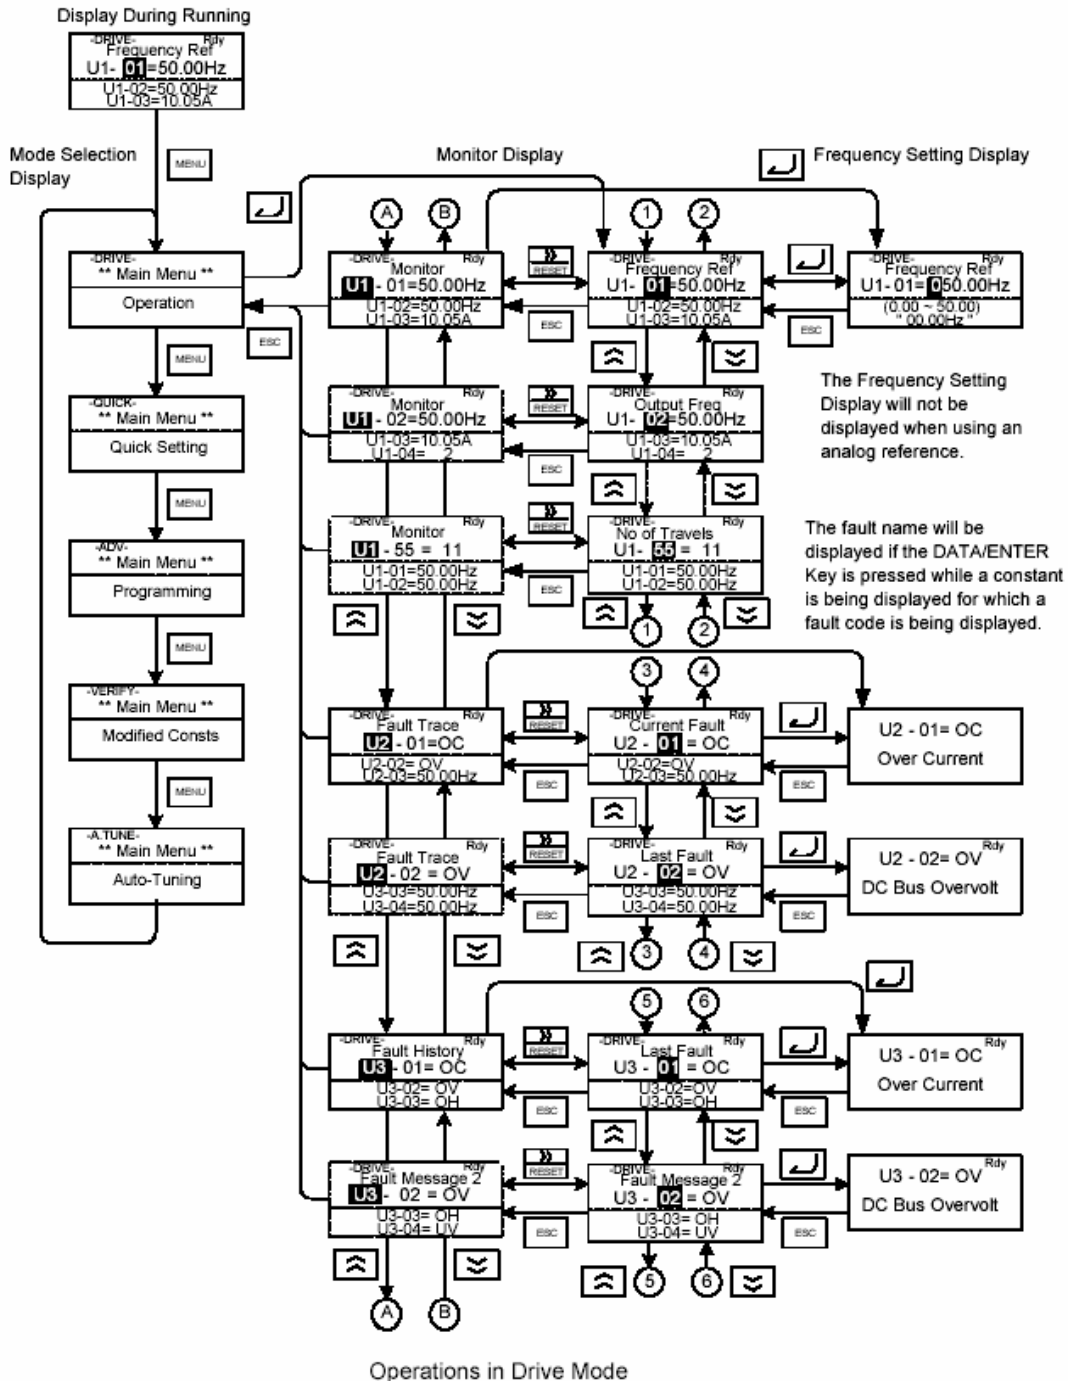 Display During Running
-DRIVE- Rdy
Frequency Ref
U1- 01=50.00Hz
U1-02=50.00Hz
U1-03=10.05A
Mode Selection
Display
MENU
Monitor Display
Frequency Setting Display
A
B
1
2
-DRIVE-
** Main Menu **
Operation
-DRIVE- Rdy
Monitor
U1 - 01=50.00Hz
U1-02=50.00Hz
U1-03=10.05A
RESET
ESC
-DRIVE- Rdy
Frequency Ref
U1- 01=50.00Hz
U1-02=50.00Hz
U1-03=10.05A
ESC
-DRIVE- Rdy
Frequency Ref
U1- 01= 050.00Hz
(0.00 ~ 50.00)
" 00.00Hz "
ESC
MENU
-QUICK-
** Main Menu **
Quick Setting
-DRIVE- Rdy
Monitor
U1 - 02=50.00Hz
U1-03=10.05A
U1-04= 2
RESET
ESC
-DRIVE- Rdy
Output Freq
U1- 02=50.00Hz
U1-03=10.05A
U1-04= 2
The Frequency Setting
Display will not be
displayed when using an
analog reference.
MENU
-ADV-
** Main Menu **
Programming
-DRIVE- Rdy
Monitor
U1 - 55 = 11
U1-01=50.00Hz
U1-02=50.00Hz
RESET
ESC
-DRIVE- Rdy
No of Travels
U1- 55 = 11
U1-01=50.00Hz
U1-02=50.00Hz
1
2
The fault name will be
displayed if the DATA/ENTER
Key is pressed while a constant
is being displayed for which a
fault code is being displayed.
MENU
-VERIFY-
** Main Menu **
Modified Consts
3
4
-DRIVE- Rdy
Fault Trace
U2 - 01=OC
U2-02= OV
U2-03=50.00Hz
RESET
ESC
-DRIVE- Rdy
Current Fault
U2 - 01 = OC
U2-02=OV
U2-03=50.00Hz
ESC
U2 - 01= OC
Over Current
MENU
-A.TUNE-
** Main Menu **
Auto-Tuning
-DRIVE- Rdy
Fault Trace
U2 - 02 = OV
U3-03=50.00Hz
U3-04=50.00Hz
RESET
ESC
-DRIVE- Rdy
Last Fault
U2 - 02 = OV
U3-03=50.00Hz
U3-04=50.00Hz
ESC
U2 - 02= OV Rdy
DC Bus Overvolt
3
4
5
6
-DRIVE- Rdy
Fault History
U3 - 01= OC
U3-02= OV
U3-03= OH
RESET
ESC
-DRIVE- Rdy
Last Fault
U3 - 01 = OC
U3-02=OV
U3-03=OH
ESC
U3 - 01= OC Rdy
Over Current
-DRIVE- Rdy
Fault Message 2
U3 - 02 = OV
U3-03= OH
U3-04= UV
RESET
ESC
-DRIVE- Rdy
Fault Message 2
U3 - 02 = OV
U3-03= OH
U3-04= UV
ESC
U3 - 02= OV Rdy
DC Bus Overvolt
5
6
A
B
Operations in Drive Mode